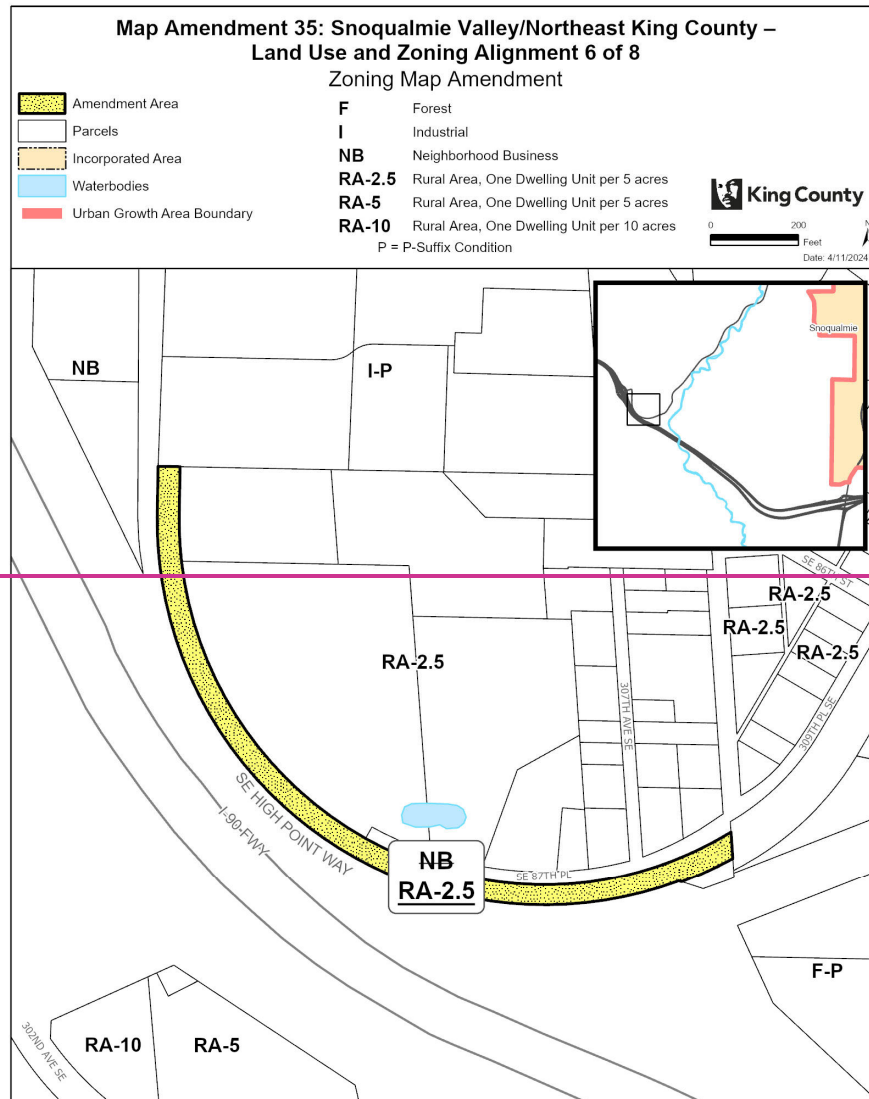 Map Amendment 35: Snoqualmie Valley/Northeast King County –
Land Use and Zoning Alignment 6 of 8
Zoning Map Amendment
Amendment Area
Parcels
Incorporated Area
Waterbodies
Urban Growth Area Boundary
F Forest
I Industrial
NB Neighborhood Business
RA-2.5 Rural Area, One Dwelling Unit per 5 acres
RA-5 Rural Area, One Dwelling Unit per 5 acres
RA-10 Rural Area, One Dwelling Unit per 10 acres
P = P-Suffix Condition
King County
0 200
Feet
N
Date: 4/11/2024
Snoqualmie
NB
I-P
SE 86TH ST
RA-2.5
RA-2.5
RA-2.5
RA-2.5
307TH AVE SE
309TH PL SE
SE HIGH POINT WAY
I-90 FWY
NB
RA-2.5
SE 87TH PL
F-P
302ND AVE SE
RA-10
RA-5